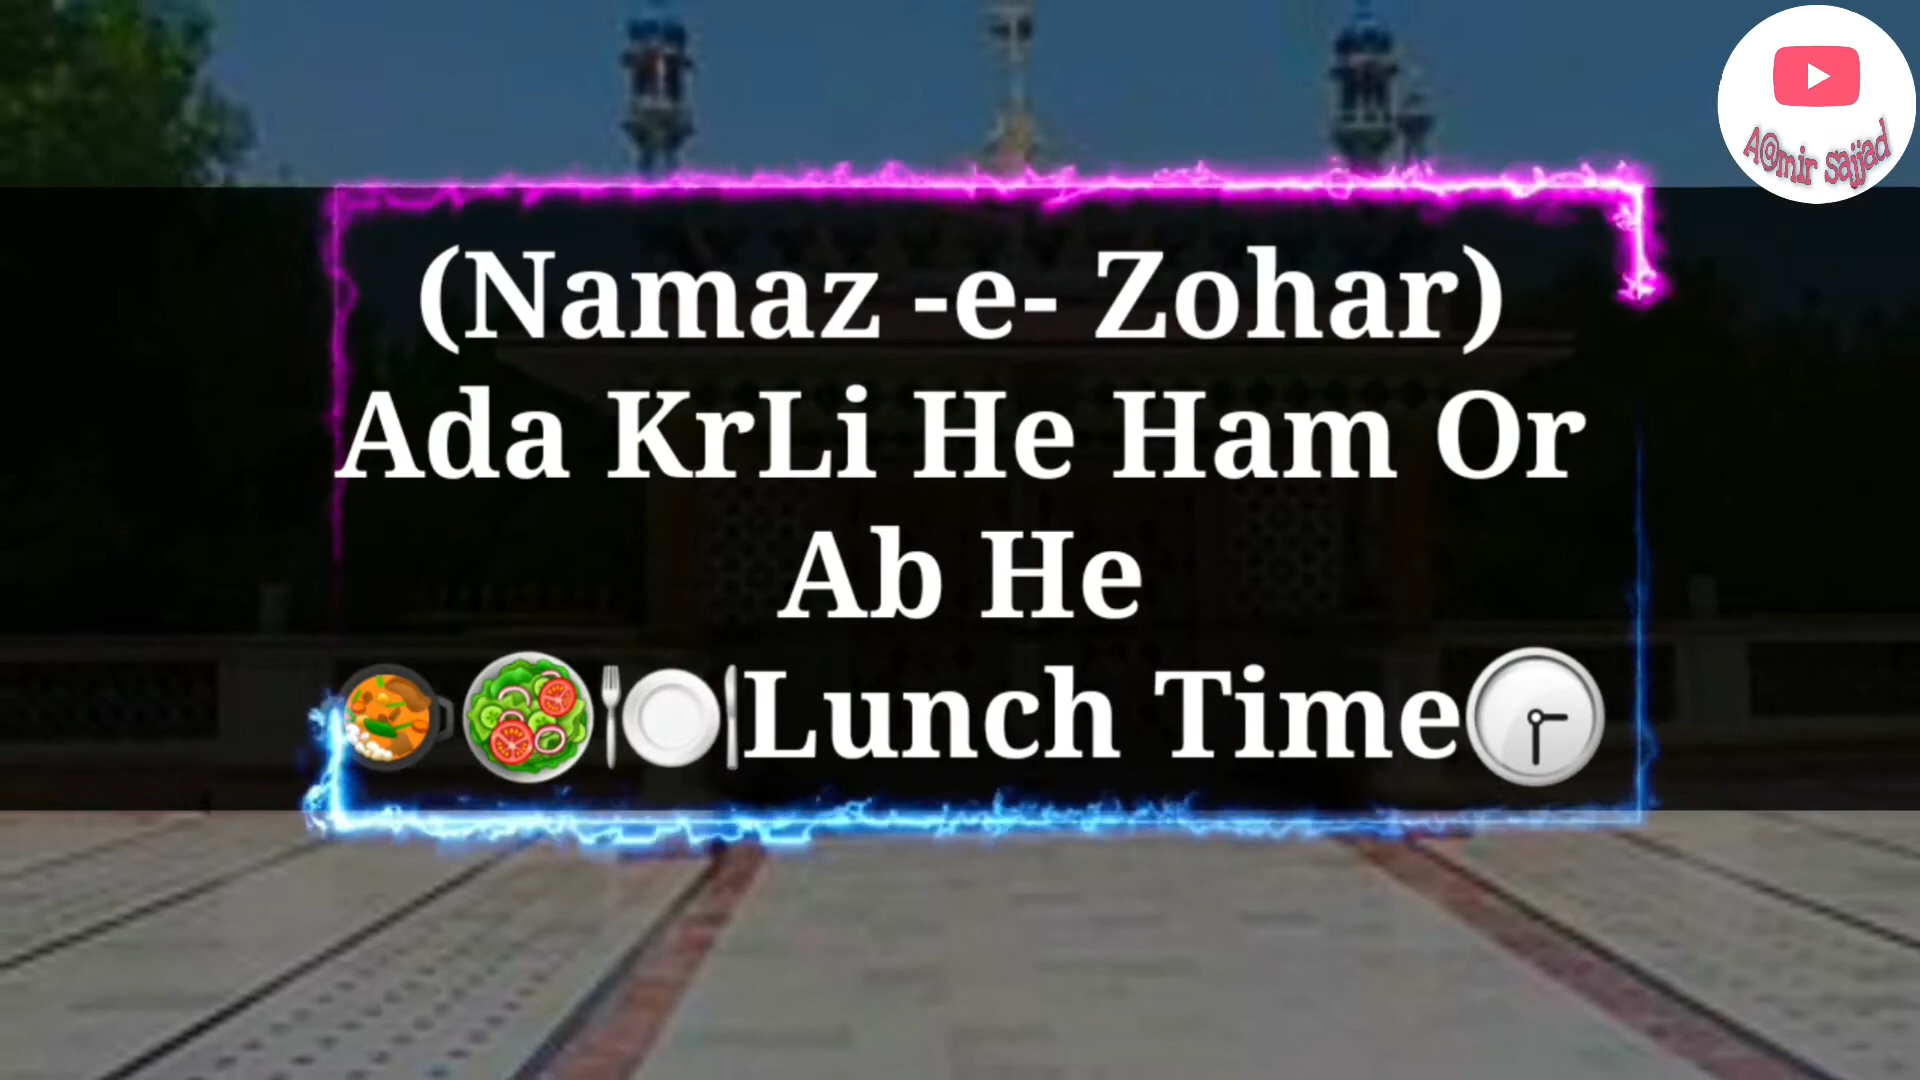 A@mir Sajjad
(Namaz -e- Zohar)
Ada KrLi He Ham Or
Ab He
🍛🥗🍽Lunch Time🕞